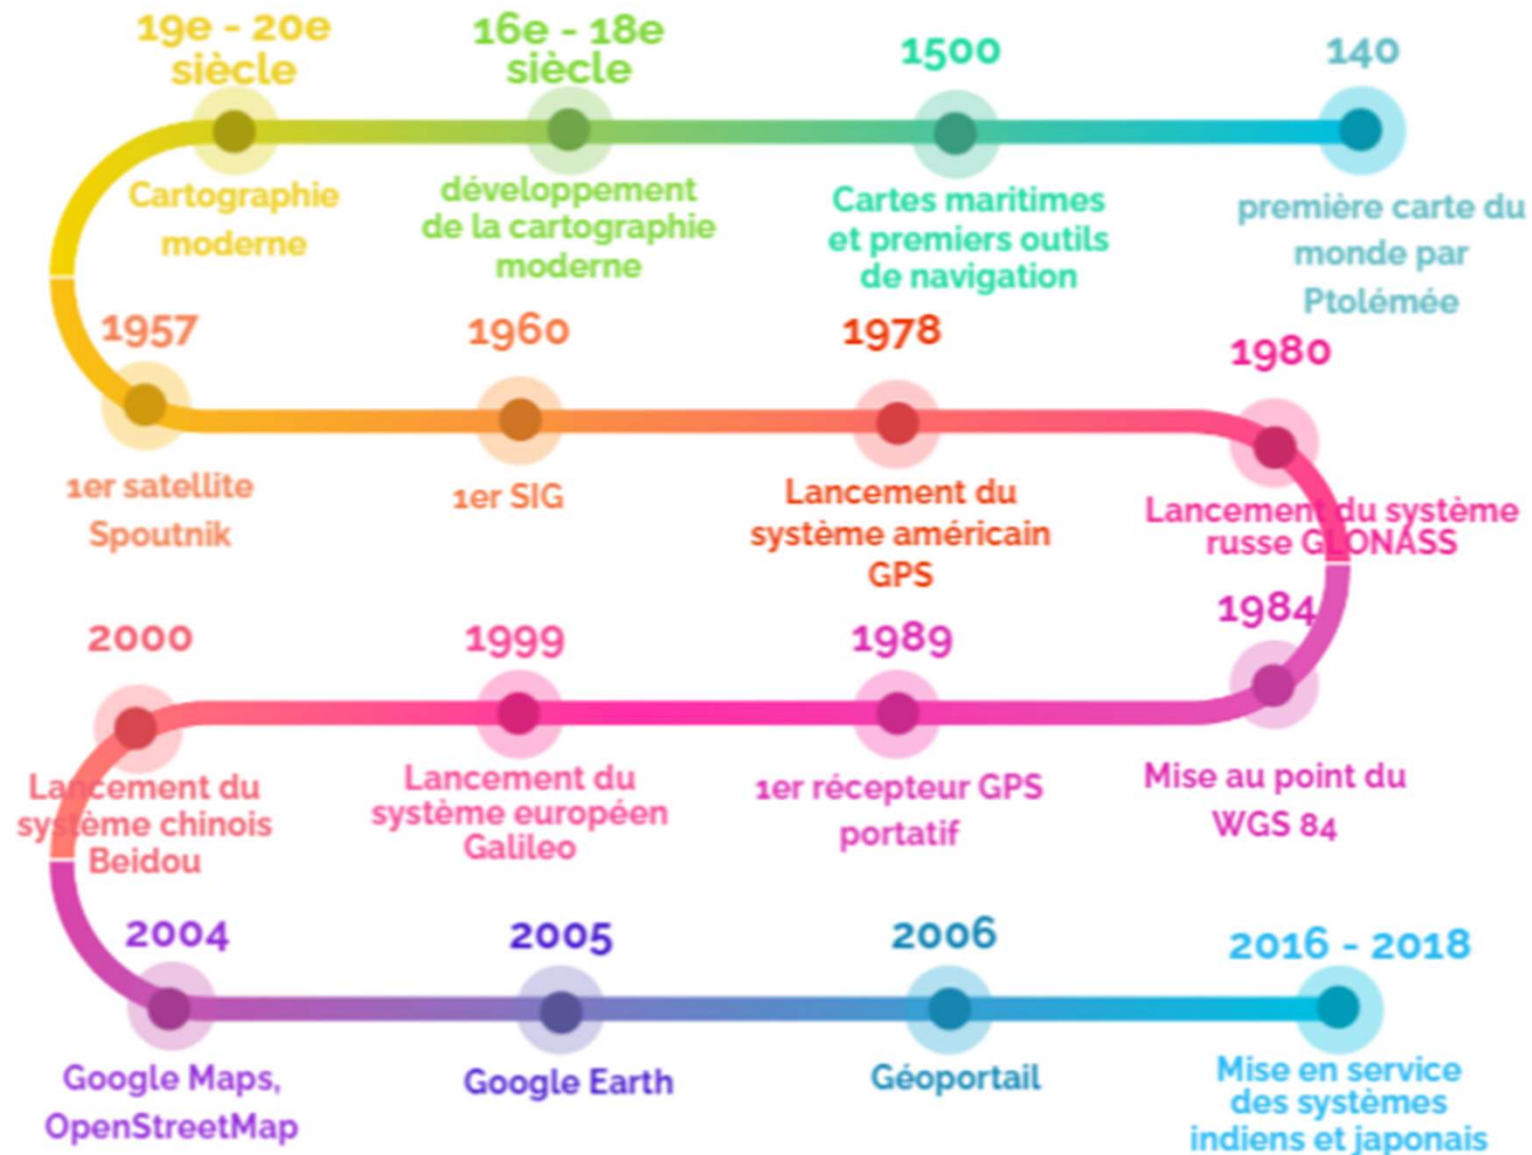 19e - 20e
siècle
Cartographie
moderne
16e - 18e
siècle
développement
de la cartographie
moderne
1500
Cartes maritimes
et premiers outils
de navigation
140
première carte du
monde par
Ptolémée
1957
1er satellite
Spoutnik
1960
1er SIG
1978
Lancement du
système américain
GPS
1980
Lancement du système
russe GLONASS
2000
Lancement du
système chinois
Beidou
1999
Lancement du
système européen
Galileo
1989
1er récepteur GPS
portatif
1984
Mise au point du
WGS 84
2004
Google Maps,
OpenStreetMap
2005
Google Earth
2006
Géoportail
2016 - 2018
Mise en service
des systèmes
indiens et japonais